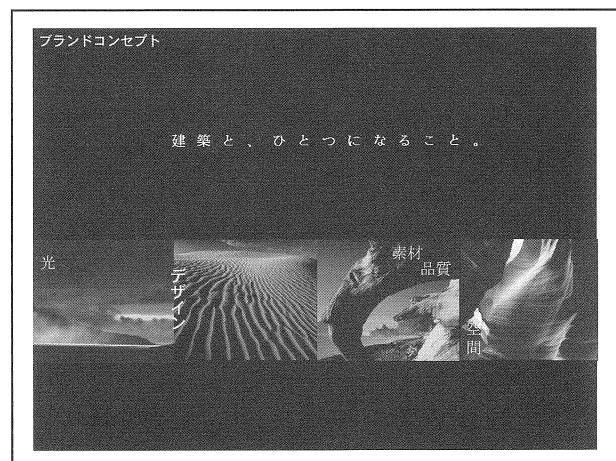 ブランドコンセプト
建築と、ひとつになること。
光
デザイン
素材
品質
空間